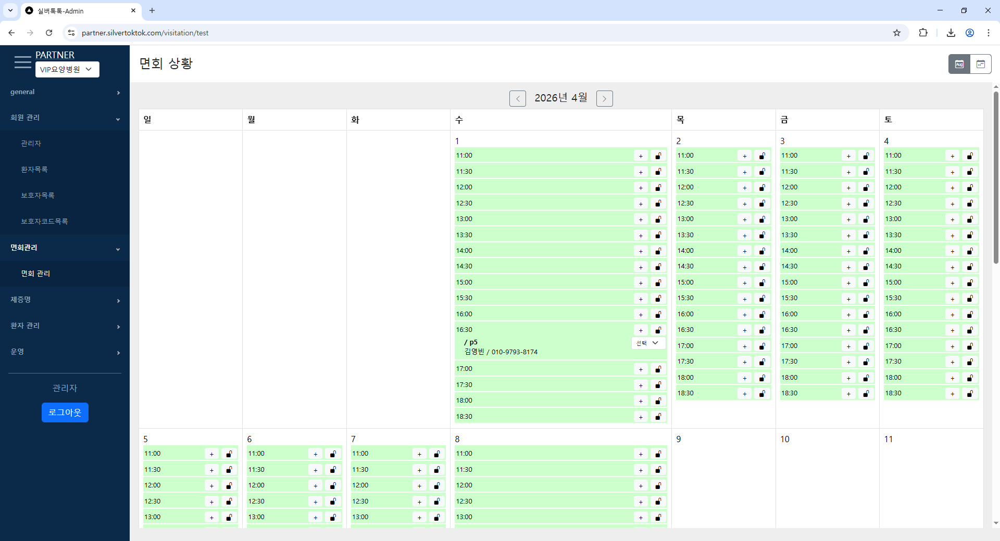 실버톡톡-Admin
partner.silvertoktok.com/visitation/test
PARTNER
VIP요양병원
general
회원 관리
관리자
환자목록
보호자목록
보호자코드목록
면회관리
면회 관리
제증명
환자 관리
운영
관리자
로그아웃
면회 상황
Aug
2026년 4월
일 월 화 수 목 금 토
1 2 3 4
11:00 + 11:00 + 11:00 + 11:00 +
11:30 + 11:30 + 11:30 + 11:30 +
12:00 + 12:00 + 12:00 + 12:00 +
12:30 + 12:30 + 12:30 + 12:30 +
13:00 + 13:00 + 13:00 + 13:00 +
13:30 + 13:30 + 13:30 + 13:30 +
14:00 + 14:00 + 14:00 + 14:00 +
14:30 + 14:30 + 14:30 + 14:30 +
15:00 + 15:00 + 15:00 + 15:00 +
15:30 + 15:30 + 15:30 + 15:30 +
16:00 + 16:00 + 16:00 + 16:00 +
16:30 + 16:30 + 16:30 + 16:30 +
/ p5 선택
김영빈 / 010-9793-8174
17:00 + 17:00 + 17:00 + 17:00 +
17:30 + 17:30 + 17:30 + 17:30 +
18:00 + 18:00 + 18:00 + 18:00 +
18:30 + 18:30 + 18:30 + 18:30 +
5 6 7 8 9 10 11
11:00 + 11:00 + 11:00 + 11:00 +
11:30 + 11:30 + 11:30 + 11:30 +
12:00 + 12:00 + 12:00 + 12:00 +
12:30 + 12:30 + 12:30 + 12:30 +
13:00 + 13:00 + 13:00 + 13:00 +